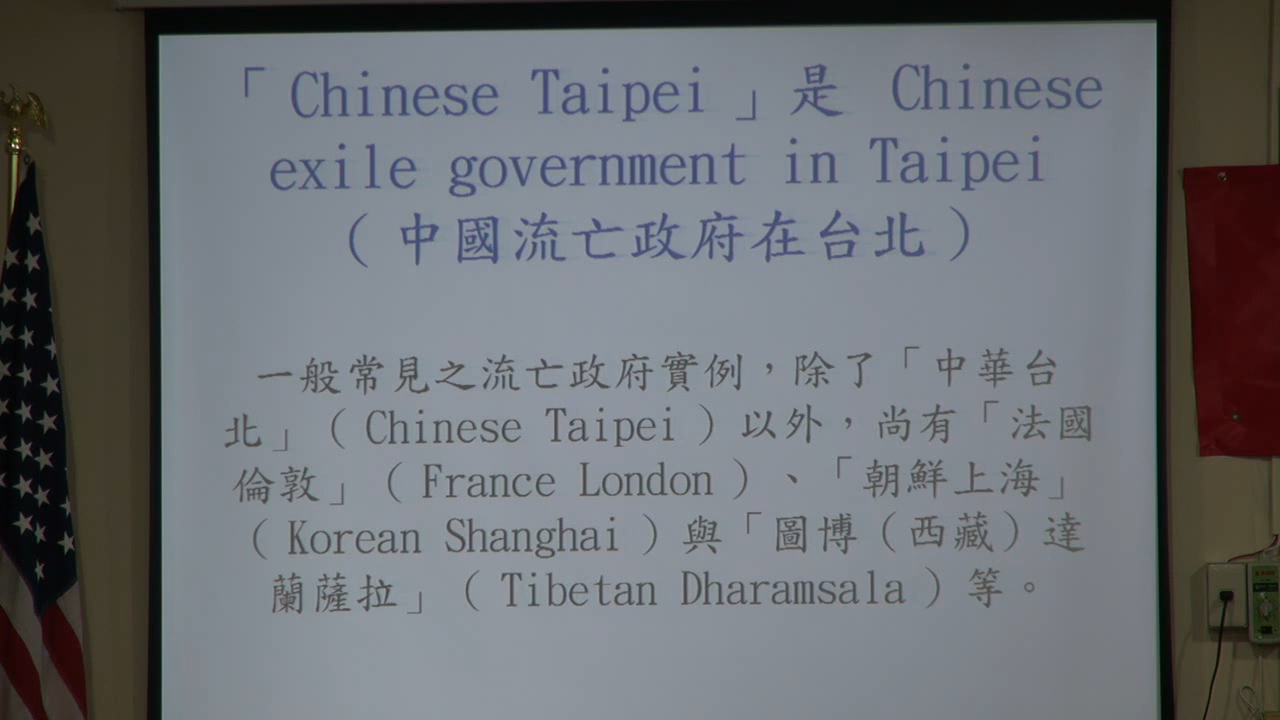 「Chinese Taipei」是 Chinese
exile government in Taipei
（中國流亡政府在台北）
一般常見之流亡政府實例，除了「中華台
北」（Chinese Taipei）以外，尚有「法國
倫敦」（France London）、「朝鮮上海」
（Korean Shanghai）與「圖博（西藏）達
蘭薩拉」（Tibetan Dharamsala）等。